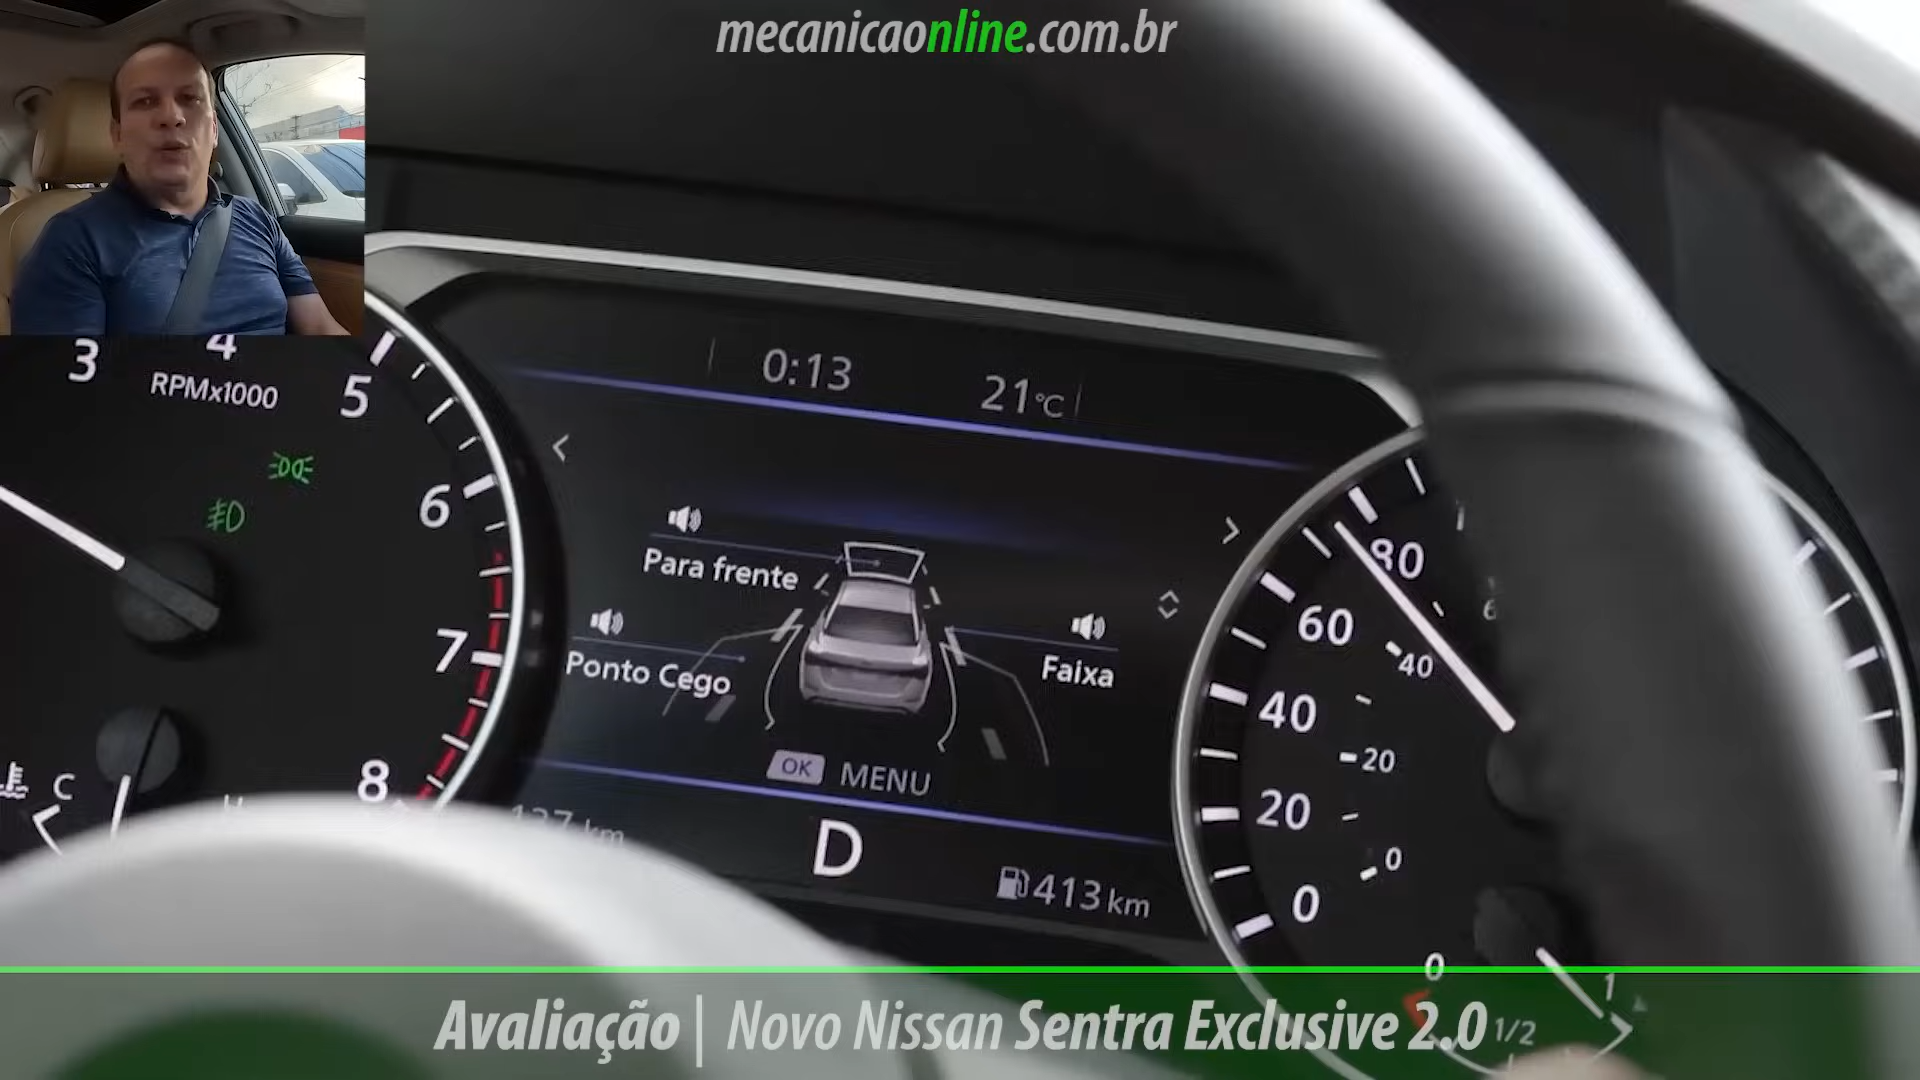 mecanicaonline.com.br
3
4
5
6
7
8
RPMx1000
C
0:13
21°C
Para frente
Ponto Cego
Faixa
OK MENU
137 km
D
413 km
80
60
40
20
0
40
20
0
0
1/2
1
Avaliação | Novo Nissan Sentra Exclusive 2.0